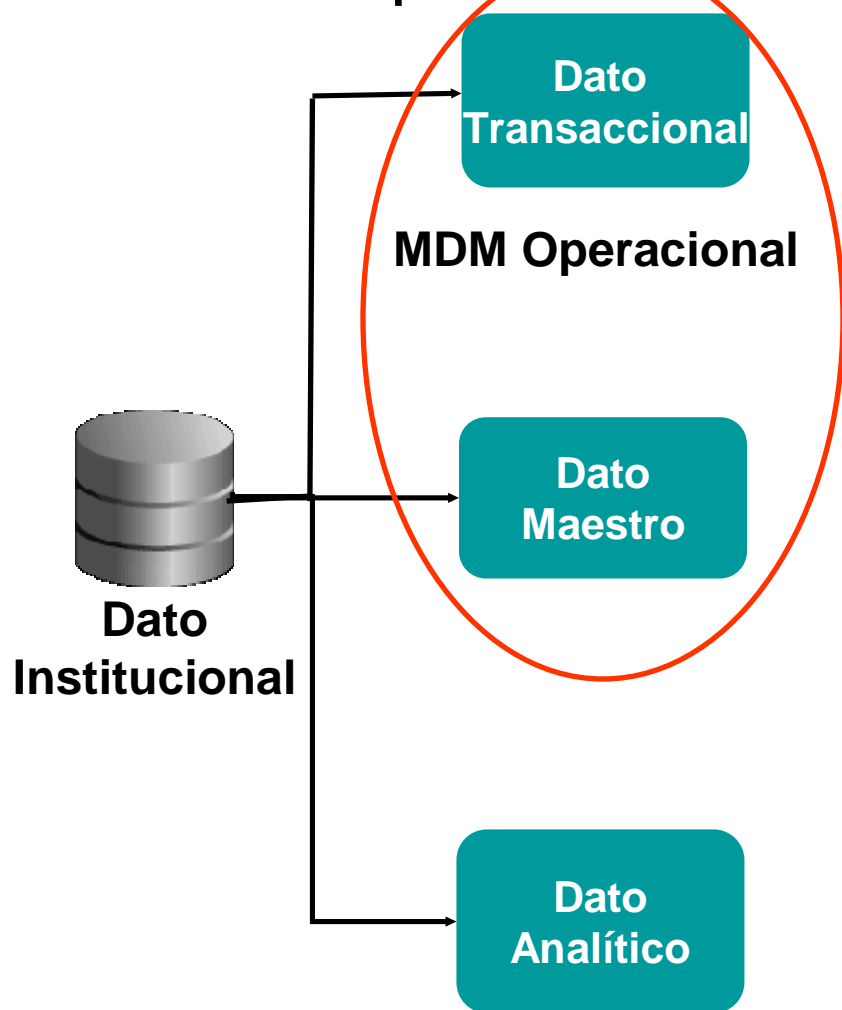 Dato
Transaccional
MDM Operacional
Dato
Maestro
Dato
Institucional
Dato
Analítico